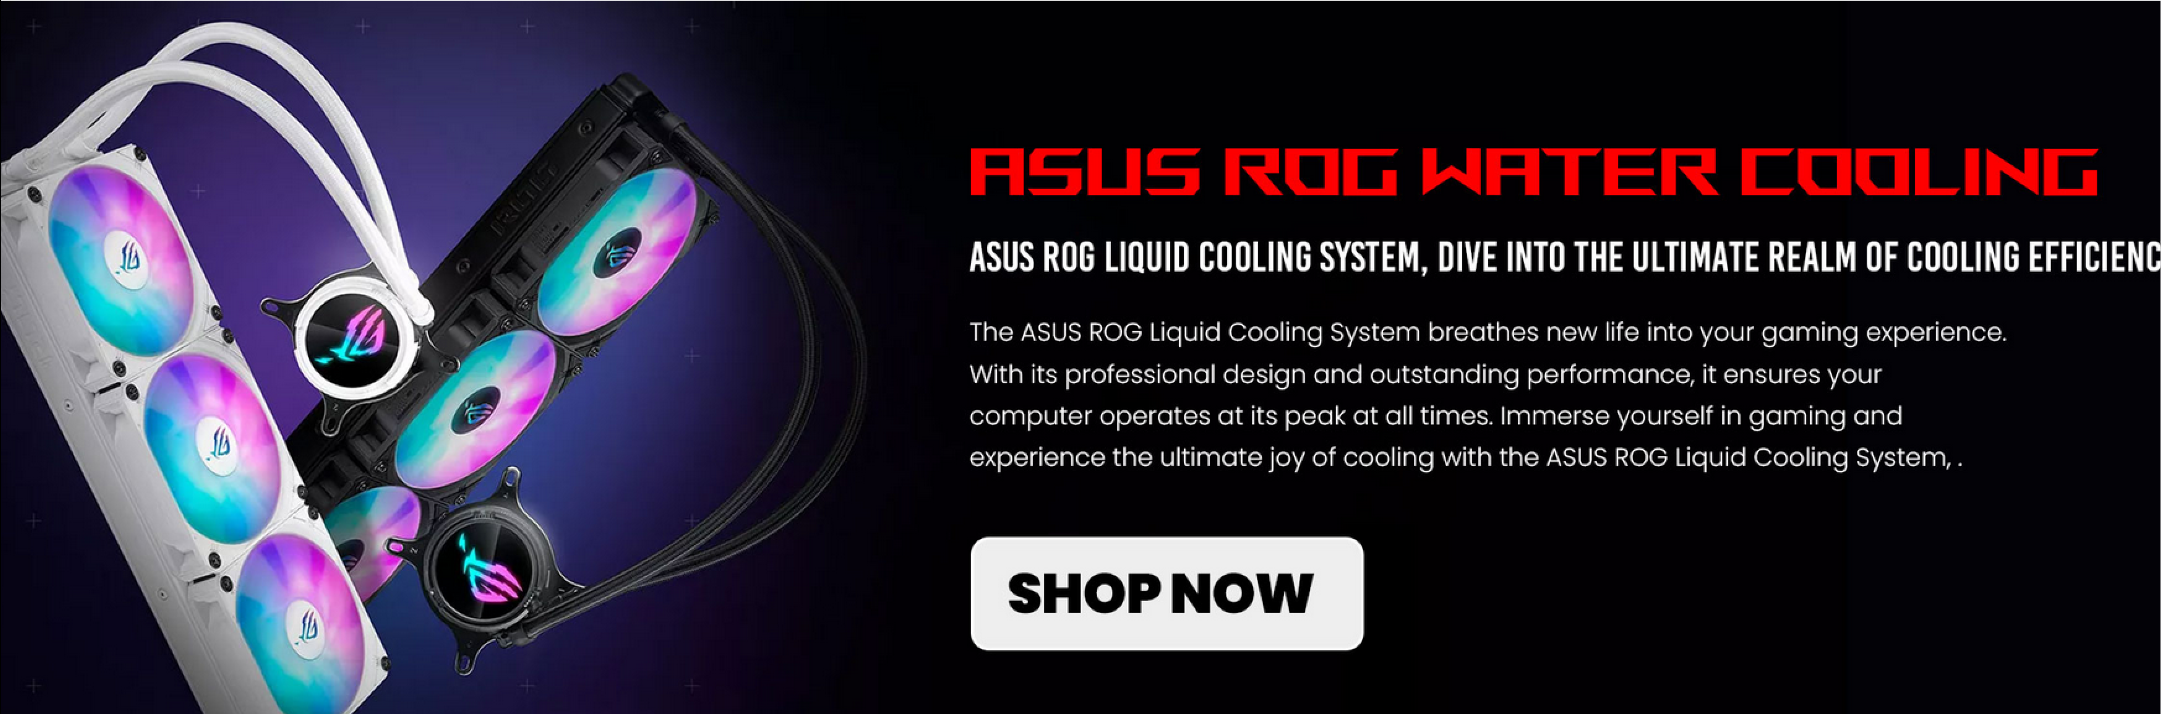 ASUS ROG WATER COOLING
ASUS ROG LIQUID COOLING SYSTEM, DIVE INTO THE ULTIMATE REALM OF COOLING EFFICIENC
The ASUS ROG Liquid Cooling System breathes new life into your gaming experience.
With its professional design and outstanding performance, it ensures your
computer operates at its peak at all times. Immerse yourself in gaming and
experience the ultimate joy of cooling with the ASUS ROG Liquid Cooling System, .
SHOP NOW